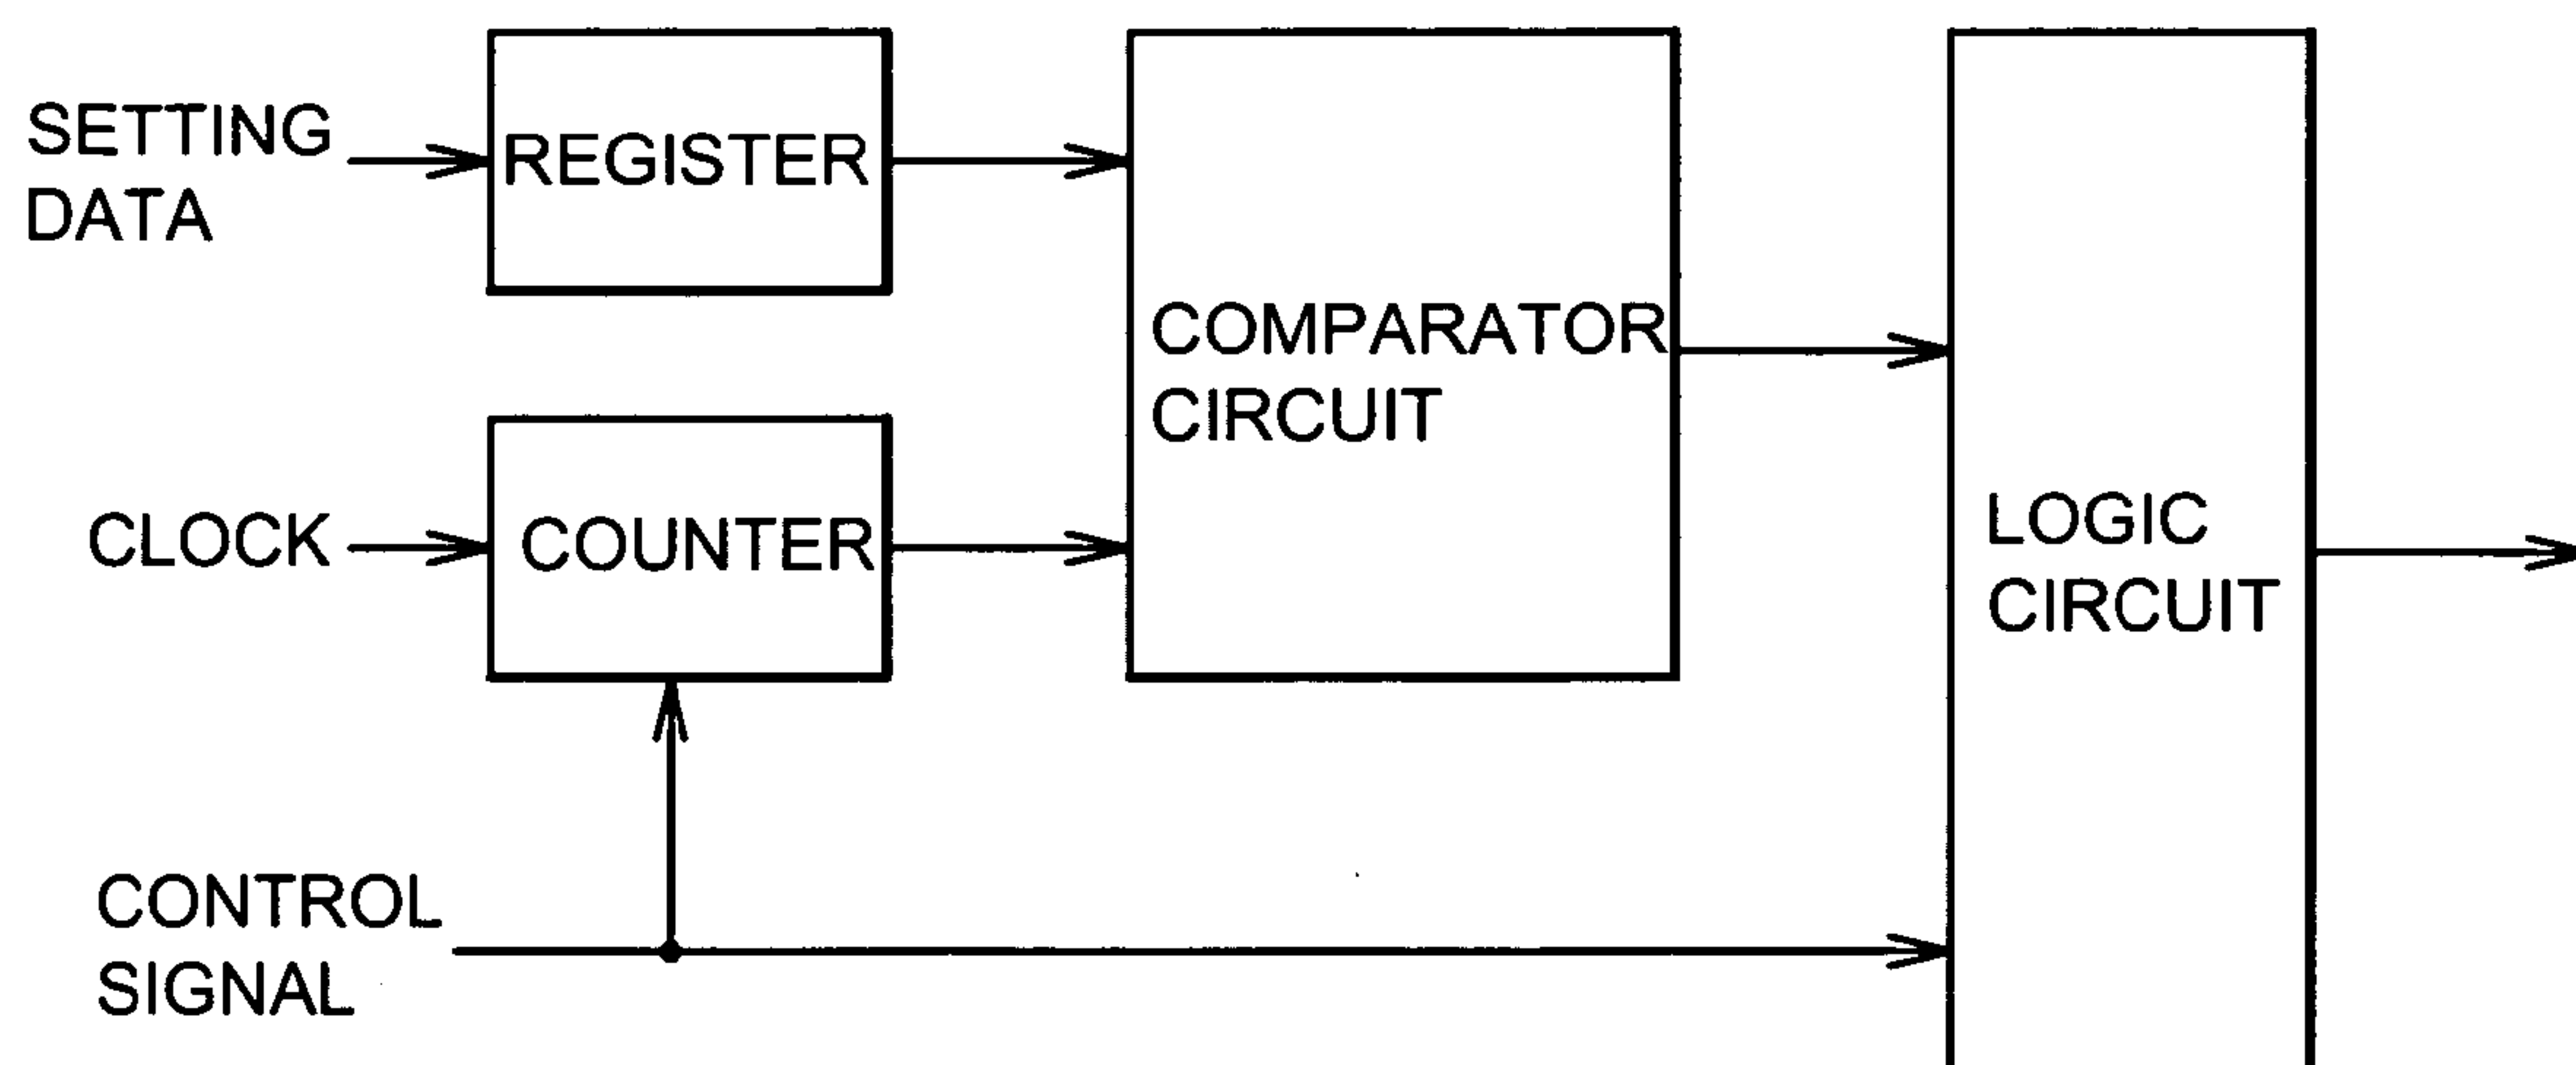 SETTING
DATA
REGISTER
COMPARATOR
CIRCUIT
CLOCK
COUNTER
LOGIC
CIRCUIT
CONTROL
SIGNAL